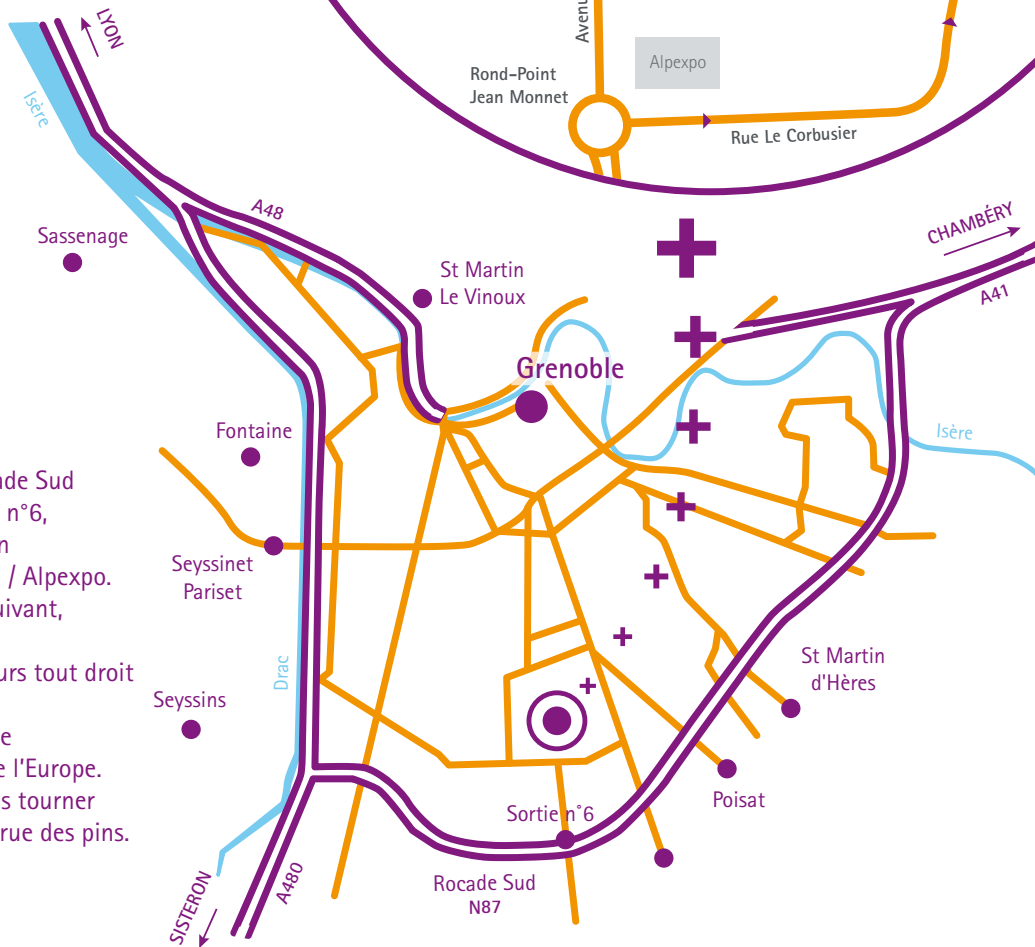 LYON
Isère
Avenu
Alpexpo
Rond-Point
Jean Monnet
Rue Le Corbusier
A48
Sassenage
St Martin
Le Vinoux
CHAMBÉRY
A41
Grenoble
Fontaine
Isère
de Sud
n°6,
n
/ Alpexpo.
uivant,
urs tout droit
e
e l'Europe.
s tourner
rue des pins.
Seyssinet
Pariset
Drac
Seyssins
St Martin
d'Hères
Poisat
Sortie n°6
Rocade Sud
N87
A480
SISTERON